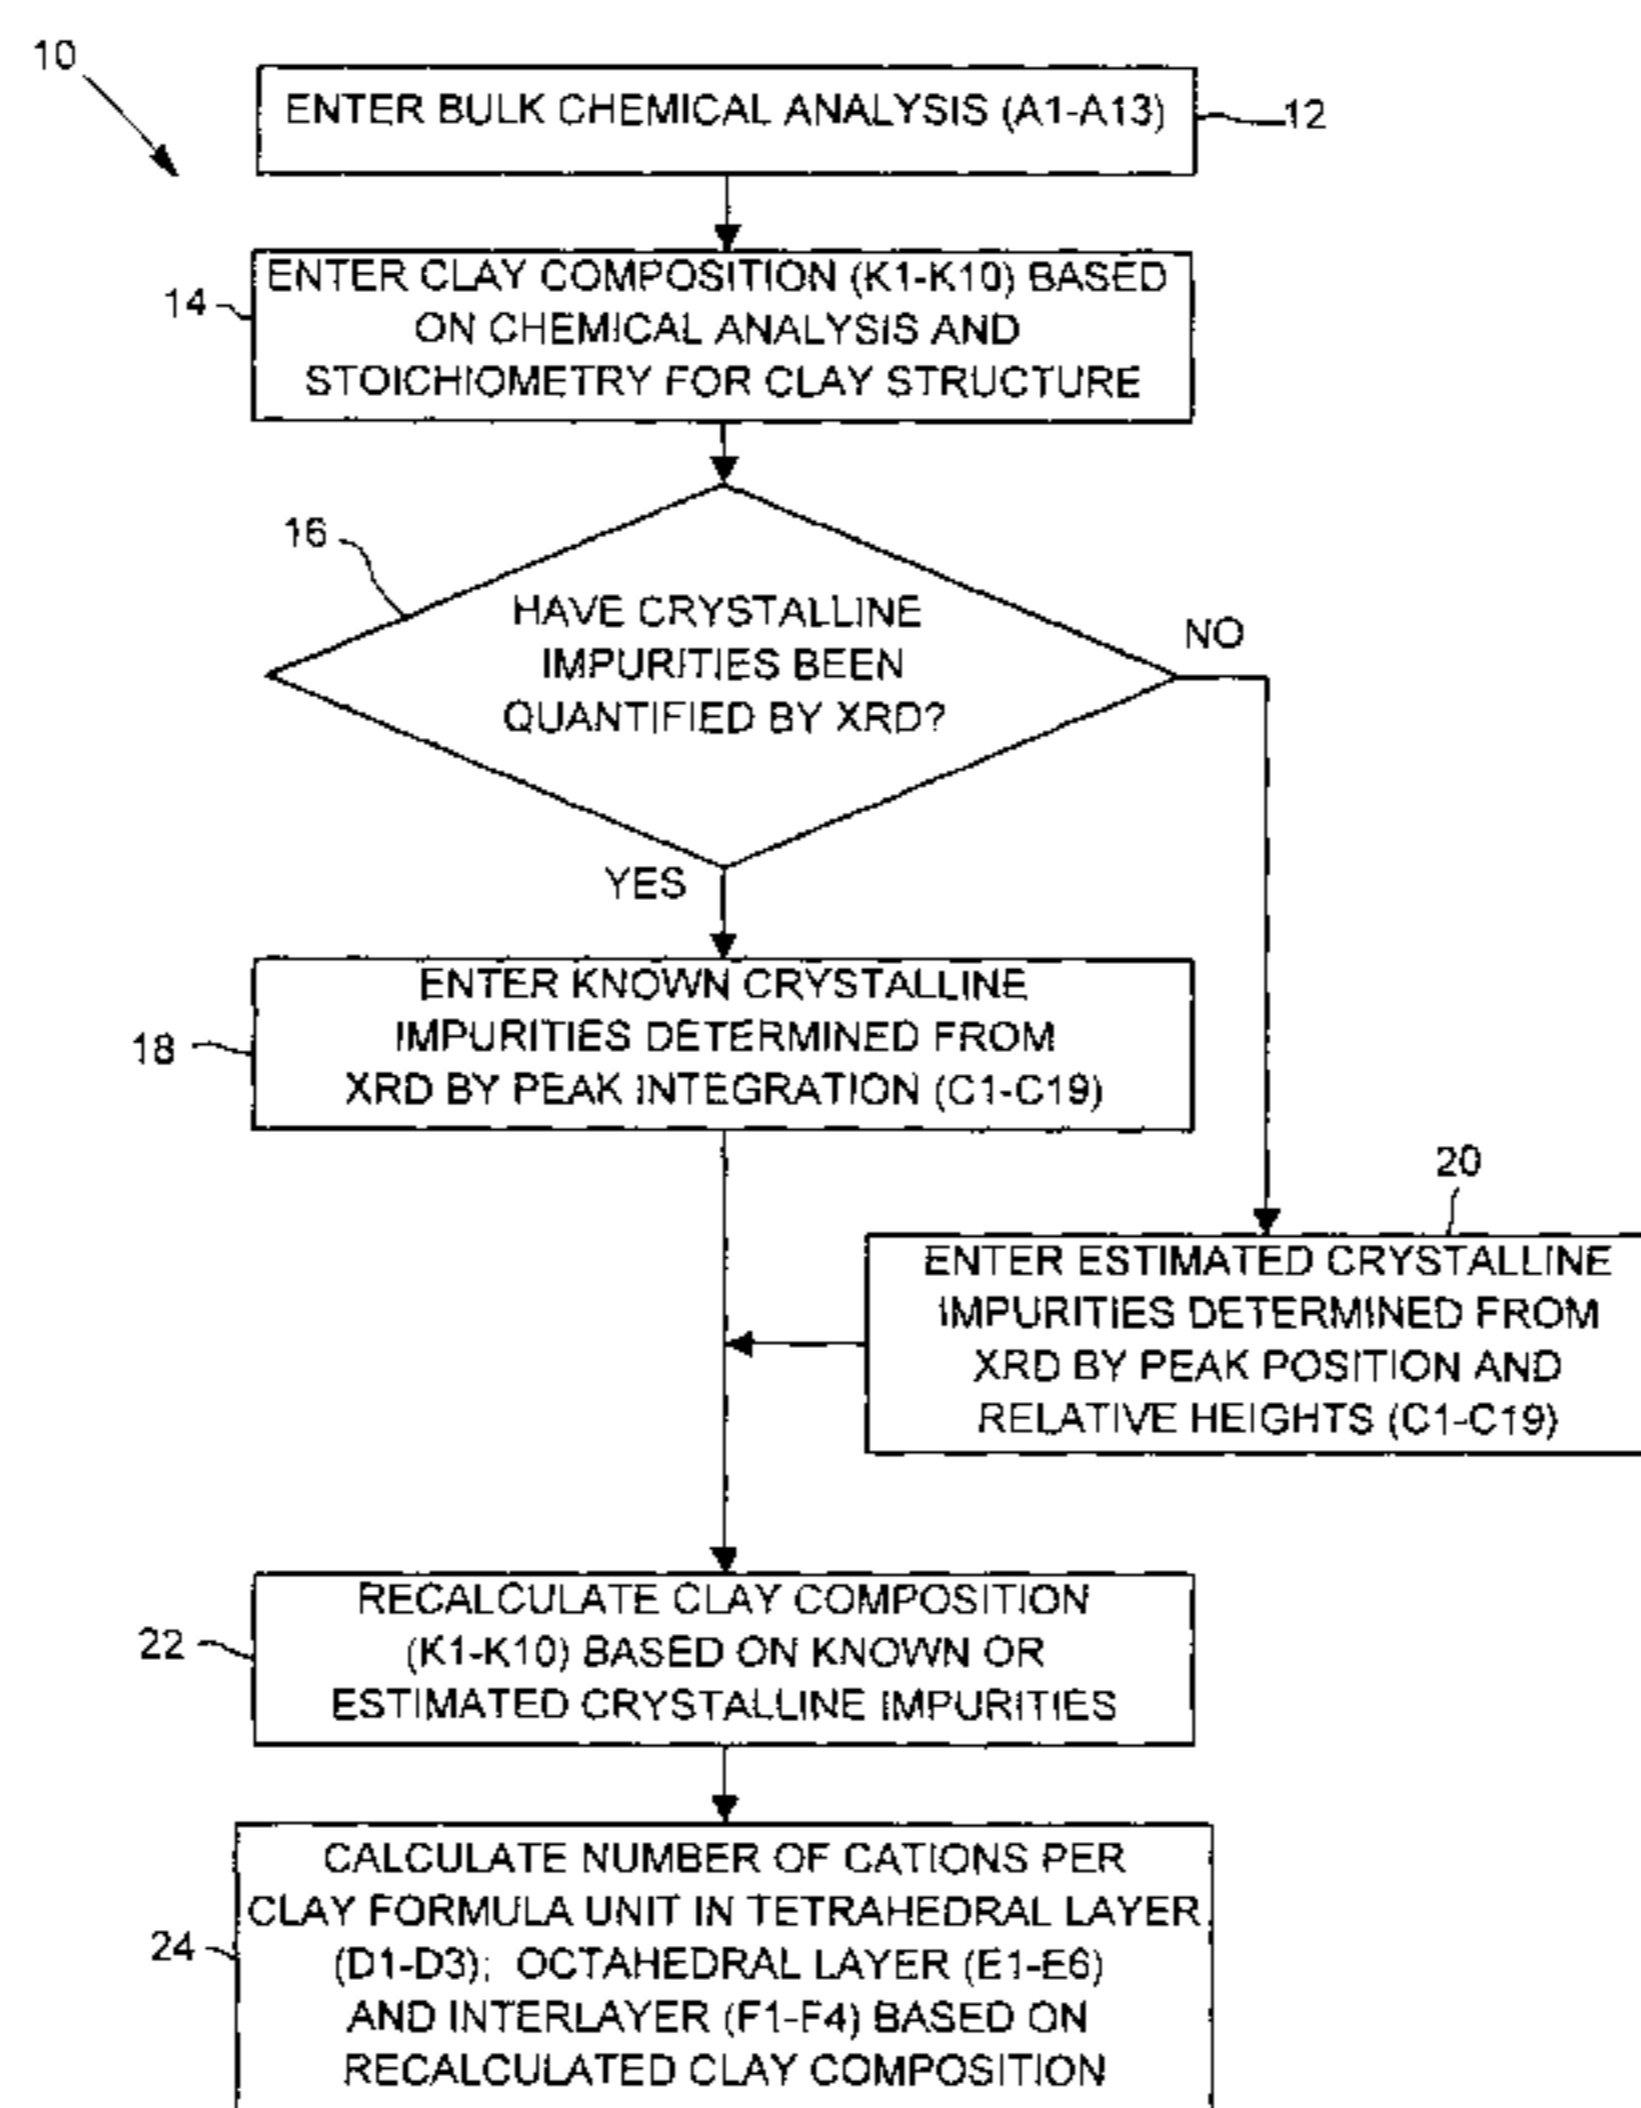 10
ENTER BULK CHEMICAL ANALYSIS (A1-A13)
12
ENTER CLAY COMPOSITION (K1-K10) BASED
ON CHEMICAL ANALYSIS AND
STOICHIOMETRY FOR CLAY STRUCTURE
14
16
HAVE CRYSTALLINE
IMPURITIES BEEN
QUANTIFIED BY XRD?
NO
YES
ENTER KNOWN CRYSTALLINE
IMPURITIES DETERMINED FROM
XRD BY PEAK INTEGRATION (C1-C19)
18
20
ENTER ESTIMATED CRYSTALLINE
IMPURITIES DETERMINED FROM
XRD BY PEAK POSITION AND
RELATIVE HEIGHTS (C1-C19)
RECALCULATE CLAY COMPOSITION
(K1-K10) BASED ON KNOWN OR
ESTIMATED CRYSTALLINE IMPURITIES
22
CALCULATE NUMBER OF CATIONS PER
CLAY FORMULA UNIT IN TETRAHEDRAL LAYER
(D1-D3); OCTAHEDRAL LAYER (E1-E6)
AND INTERLAYER (F1-F4) BASED ON
RECALCULATED CLAY COMPOSITION
24